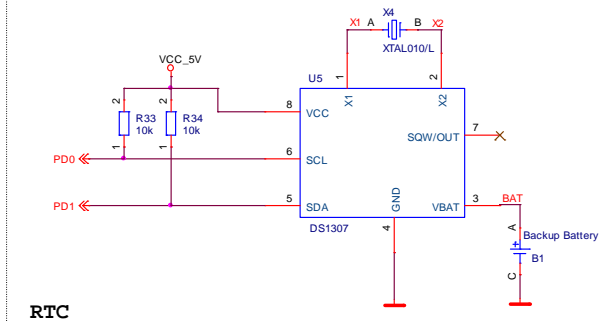 X1 A X4 B X2
XTAL010/L
VCC_5V
U5
1 2
X1 X2
2 2
R33 R34
10k 10k
1 1
8 VCC
7
SQW/OUT
PD0 6 SCL
PD1 5 SDA
GND
VBAT 3 BAT
DS1307
4
A
Backup Battery
+
B1
C
RTC